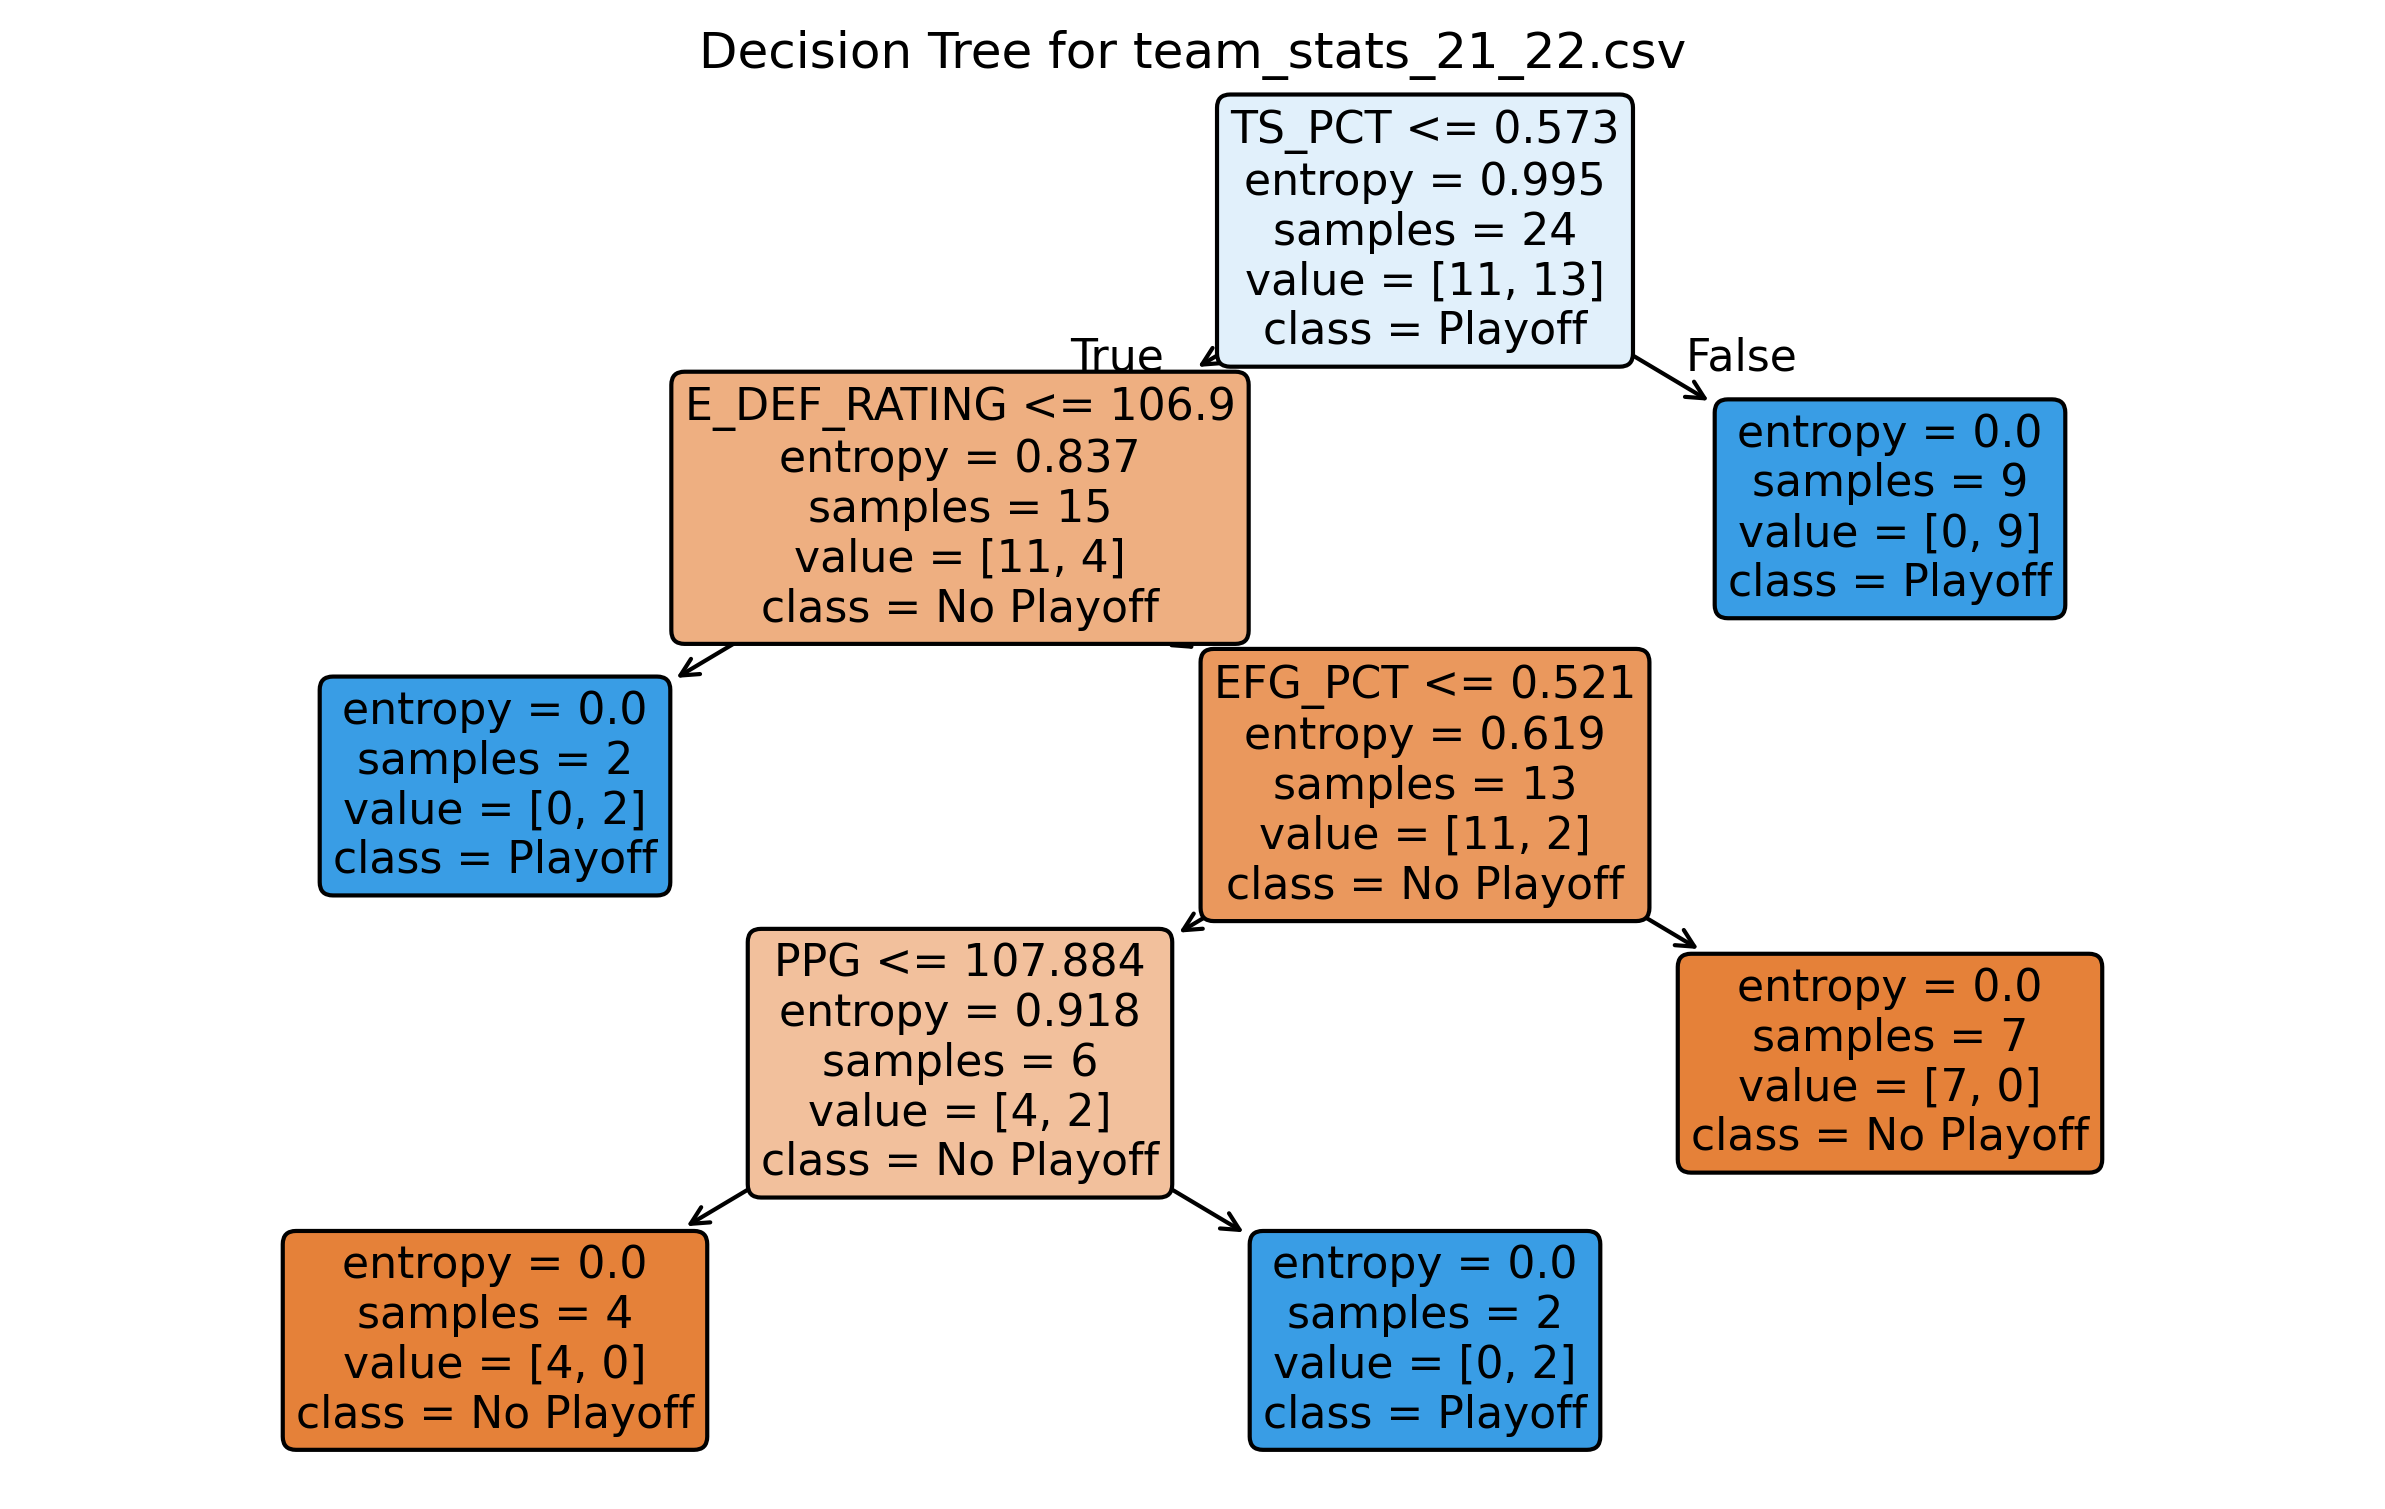 Decision Tree for team_stats_21_22.csv
TS_PCT <= 0.573
entropy = 0.995
samples = 24
value = [11, 13]
class = Playoff
True
False
E_DEF_RATING <= 106.9
entropy = 0.837
samples = 15
value = [11, 4]
class = No Playoff
entropy = 0.0
samples = 9
value = [0, 9]
class = Playoff
entropy = 0.0
samples = 2
value = [0, 2]
class = Playoff
EFG_PCT <= 0.521
entropy = 0.619
samples = 13
value = [11, 2]
class = No Playoff
PPG <= 107.884
entropy = 0.918
samples = 6
value = [4, 2]
class = No Playoff
entropy = 0.0
samples = 7
value = [7, 0]
class = No Playoff
entropy = 0.0
samples = 4
value = [4, 0]
class = No Playoff
entropy = 0.0
samples = 2
value = [0, 2]
class = Playoff